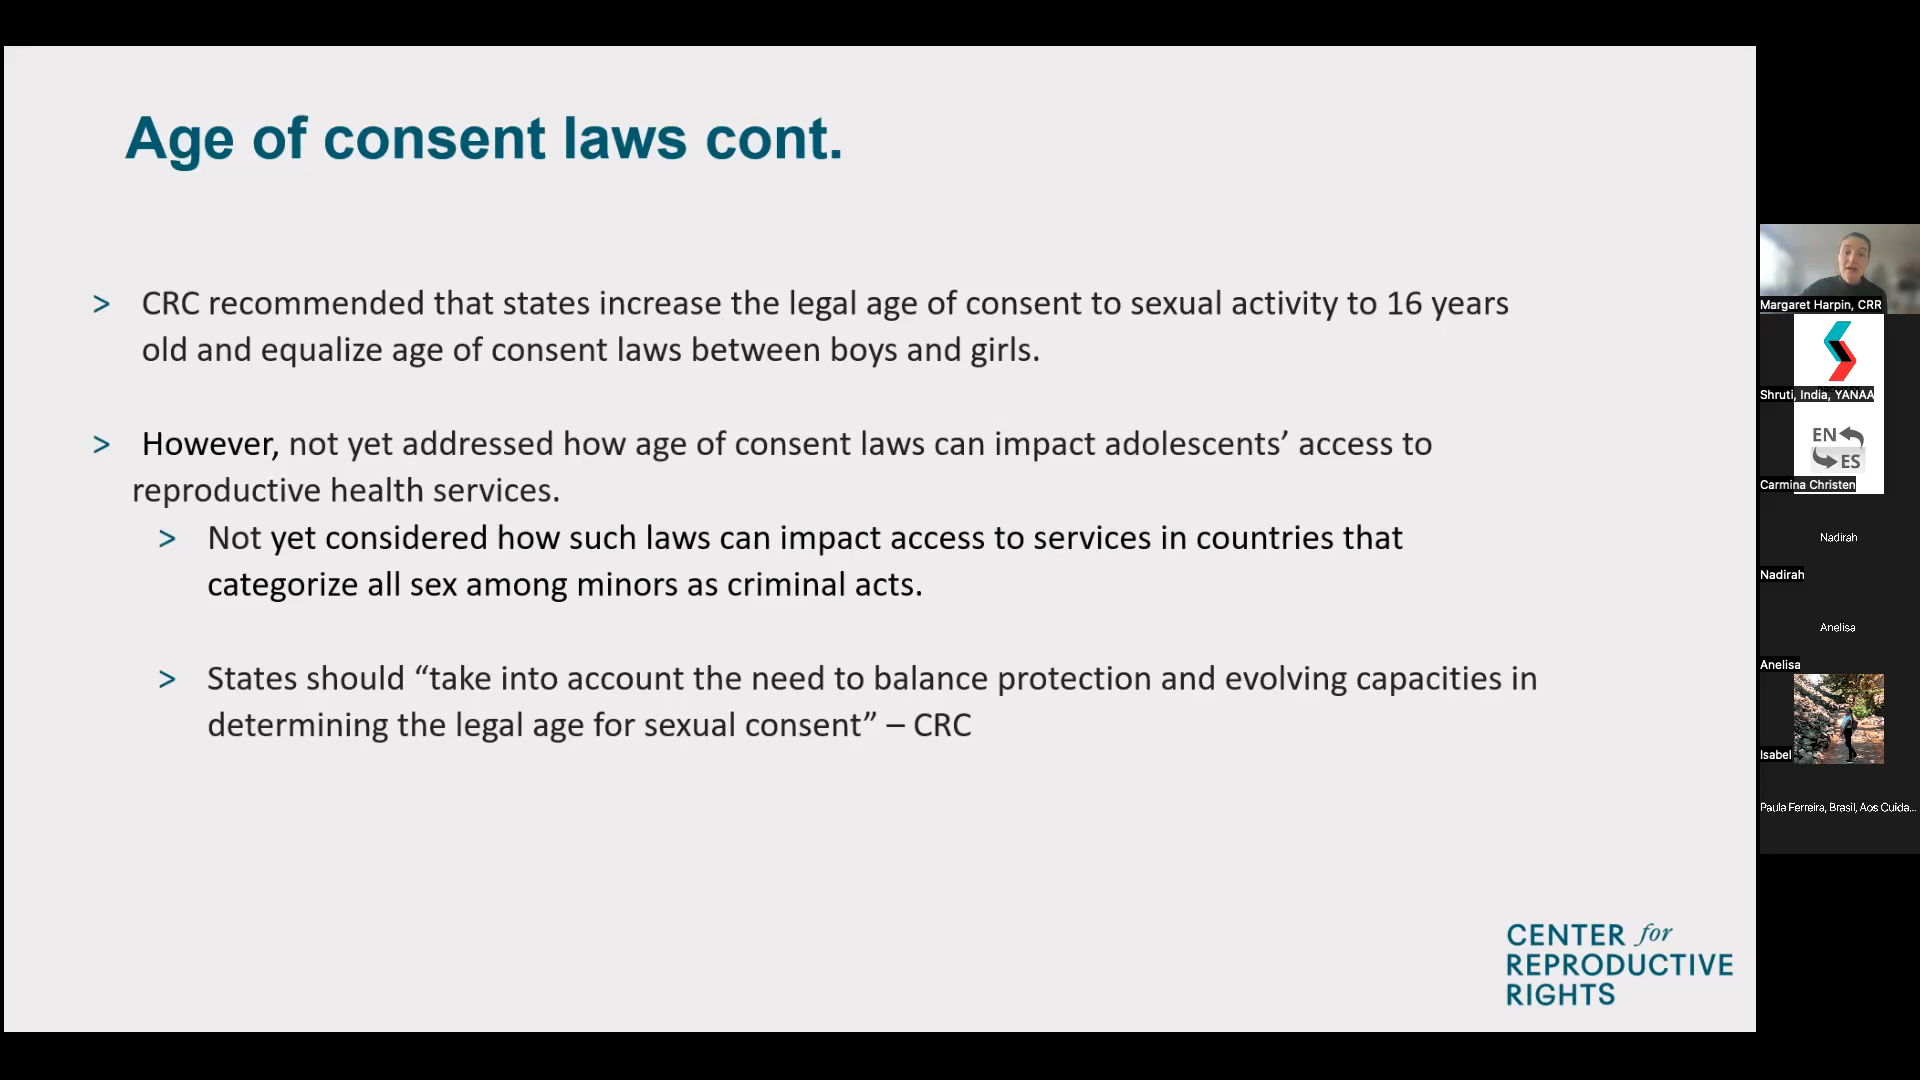 Age of consent laws cont.
> CRC recommended that states increase the legal age of consent to sexual activity to 16 years
old and equalize age of consent laws between boys and girls.
> However, not yet addressed how age of consent laws can impact adolescents’ access to
reproductive health services.
> Not yet considered how such laws can impact access to services in countries that
categorize all sex among minors as criminal acts.
> States should “take into account the need to balance protection and evolving capacities in
determining the legal age for sexual consent” – CRC
CENTER for
REPRODUCTIVE
RIGHTS
Margaret Harpin, CRR
Shruti, India, YANAA
EN
ES
Carmina Christen
Nadirah
Nadirah
Anelisa
Anelisa
Isabel
Paula Ferreira, Brasil, Aos Cuida...